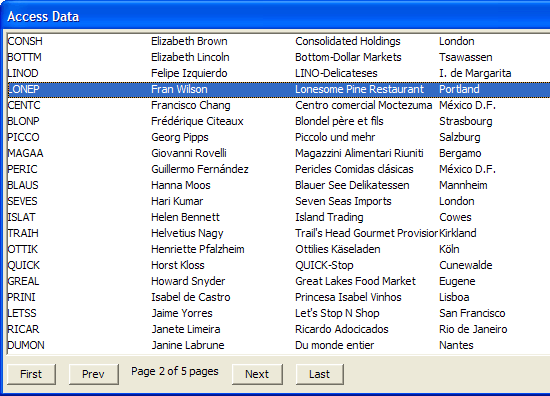 Access Data
CONSH Elizabeth Brown Consolidated Holdings London
BOTTM Elizabeth Lincoln Bottom-Dollar Markets Tsawassen
LINOD Felipe Izquierdo LINO-Delicateses I. de Margarita
LONEP Fran Wilson Lonesome Pine Restaurant Portland
CENTC Francisco Chang Centro comercial Moctezuma México D.F.
BLONP Frédérique Citeaux Blondel père et fils Strasbourg
PICCO Georg Pipps Piccolo und mehr Salzburg
MAGAA Giovanni Rovelli Magazzini Alimentari Riuniti Bergamo
PERIC Guillermo Fernández Pericles Comidas clásicas México D.F.
BLAUS Hanna Moos Blauer See Delikatessen Mannheim
SEVES Hari Kumar Seven Seas Imports London
ISLAT Helen Bennett Island Trading Cowes
TRAIH Helvetius Nagy Trail's Head Gourmet Provision Kirkland
OTTIK Henriette Pfalzheim Ottilies Käseladen Köln
QUICK Horst Kloss QUICK-Stop Cunewalde
GREAL Howard Snyder Great Lakes Food Market Eugene
PRINI Isabel de Castro Princesa Isabel Vinhos Lisboa
LETSS Jaime Yorres Let's Stop N Shop San Francisco
RICAR Janete Limeira Ricardo Adocicados Rio de Janeiro
DUMON Janine Labrune Du monde entier Nantes
First Prev Page 2 of 5 pages Next Last